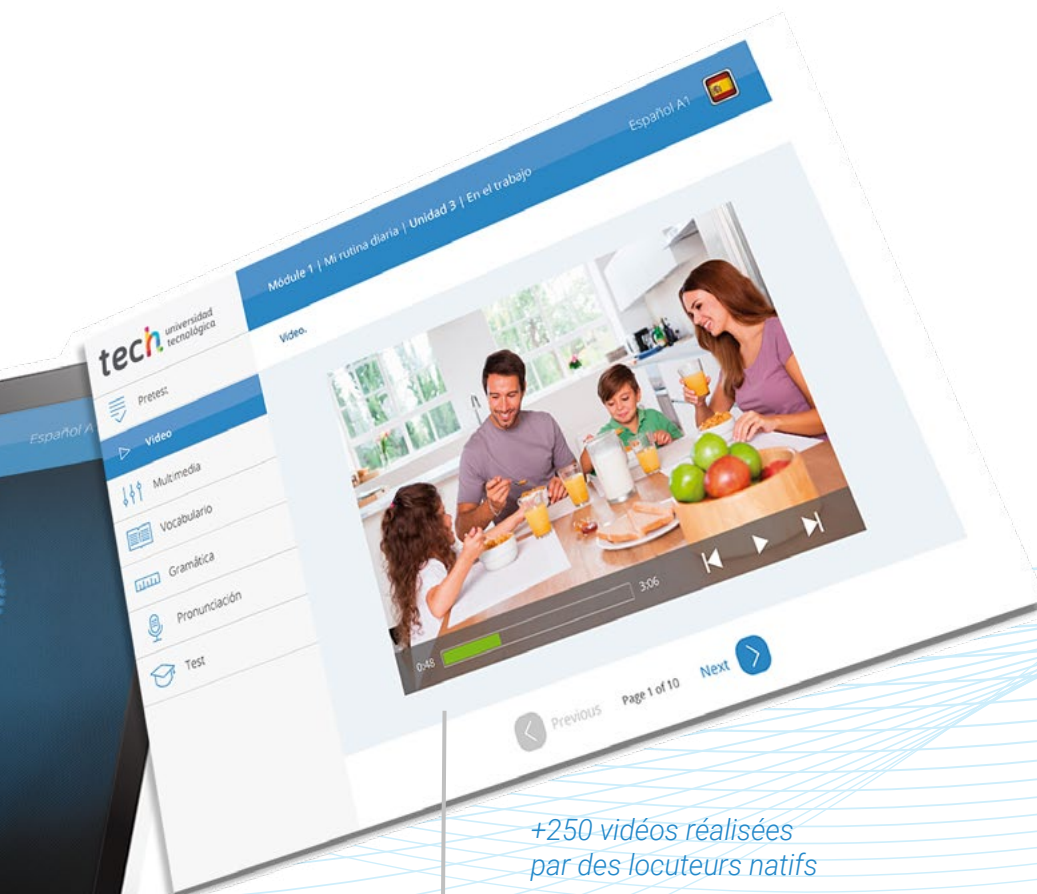 Español A1
Módule 1 | Mi rutina diaria | Unidad 3 | En el trabajo
tech universidad
tecnológica
Video.
Pretest
Video
Multimedia
Vocabulario
Gramática
Pronunciación
Test
Español A
0:48
3:06
Previous
Page 1 of 10
Next
+250 vidéos réalisées
par des locuteurs natifs